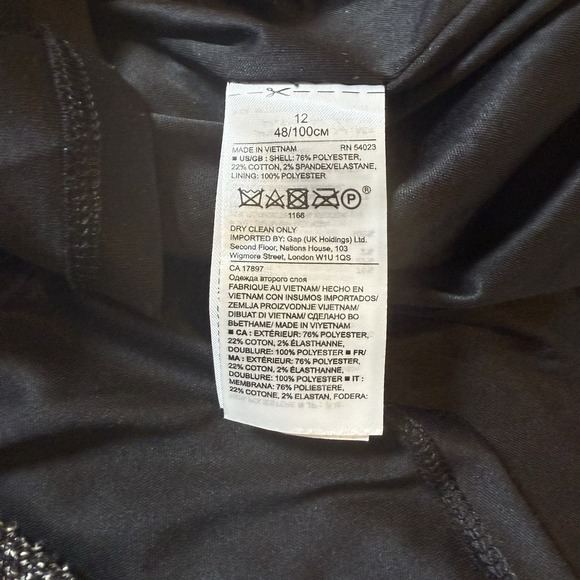 12
48/100СМ
MADE IN VIETNAM RN 54023
■ US/GB : SHELL: 76% POLYESTER,
22% COTTON, 2% SPANDEX/ELASTANE,
LINING: 100% POLYESTER
P ®
1166
DRY CLEAN ONLY
IMPORTED BY: Gap (UK Holdings) Ltd.
Second Floor, Nations House, 103
Wigmore Street, London W1U 1QS
CA 17897
Одежда второго слоя
FABRIQUE AU VIETNAM/ HECHO EN
VIETNAM CON INSUMOS IMPORTADOS/
ZEMLJA PROIZVODNJE VIJETNAM/
DIBUAT DI VIETNAM/ СДЕЛАНО ВО
ВЬЕТНАМЕ/ MADE IN VIYETNAM
■ CA : EXTÉRIEUR: 76% POLYESTER,
22% COTON, 2% ÉLASTHANNE,
DOUBLURE: 100% POLYESTER ■ FR/
MA : EXTÉRIEUR: 76% POLYESTER,
22% COTON, 2% ÉLASTHANNE,
DOUBLURE: 100% POLYESTER ■ IT :
MEMBRANA: 76% POLIESTERE,
22% COTONE, 2% ELASTAN, FODERA: